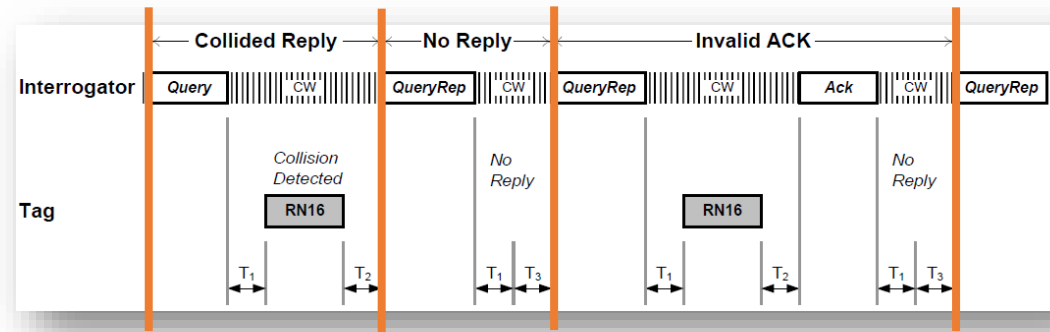 Collided Reply No Reply Invalid ACK
Interrogator Query CW QueryRep CW QueryRep CW Ack CW QueryRep
Collision Detected No Reply No Reply
Tag RN16 RN16
T1 T2 T1 T3 T1 T2 T1 T3